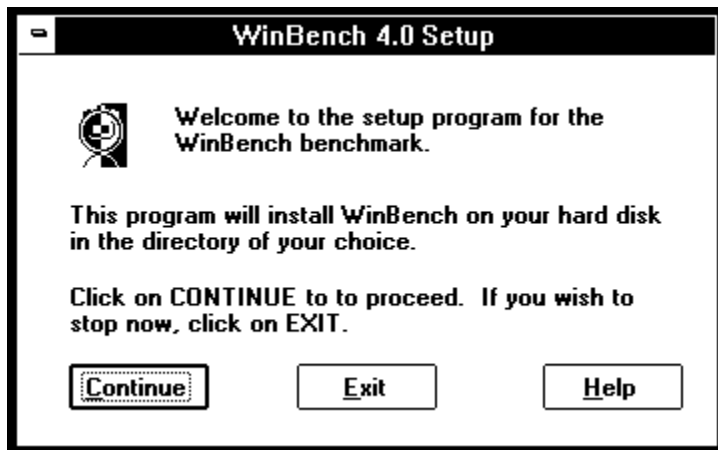 WinBench 4.0 Setup
Welcome to the setup program for the
WinBench benchmark.
This program will install WinBench on your hard disk
in the directory of your choice.
Click on CONTINUE to to proceed.  If you wish to
stop now, click on EXIT.
Continue
Exit
Help